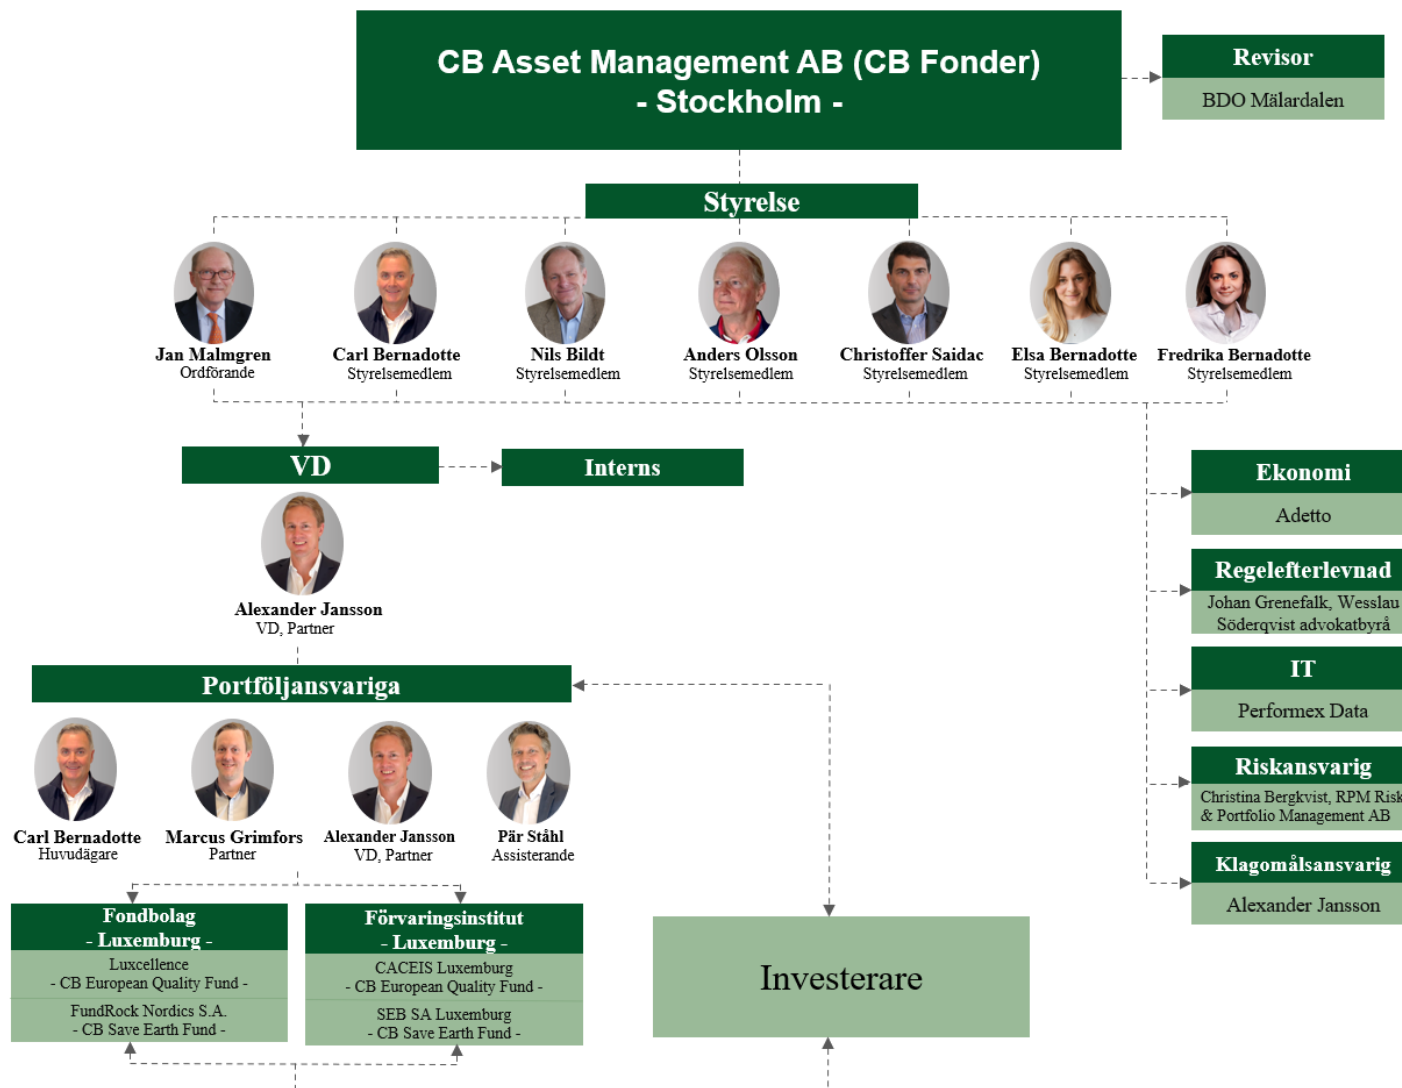 CB Asset Management AB (CB Fonder)
- Stockholm -
Revisor
BDO Mälardalen
Styrelse
Jan Malmgren
Ordförande
Carl Bernadotte
Styrelsemedlem
Nils Bildt
Styrelsemedlem
Anders Olsson
Styrelsemedlem
Christoffer Saidac
Styrelsemedlem
Elsa Bernadotte
Styrelsemedlem
Fredrika Bernadotte
Styrelsemedlem
VD
Interns
Alexander Jansson
VD, Partner
Ekonomi
Adetto
Regelefterlevnad
Johan Grenefalk, Wesslau
Söderqvist advokatbyrå
IT
Performex Data
Riskansvarig
Christina Bergkvist, RPM Risk
& Portfolio Management AB
Klagomålsansvarig
Alexander Jansson
Portföljansvariga
Carl Bernadotte
Huvudägare
Marcus Grimfors
Partner
Alexander Jansson
VD, Partner
Pär Ståhl
Assisterande
Fondbolag
- Luxemburg -
Luxcellence
- CB European Quality Fund -
FundRock Nordics S.A.
- CB Save Earth Fund -
Förvaringsinstitut
- Luxemburg -
CACEIS Luxemburg
- CB European Quality Fund -
SEB SA Luxemburg
- CB Save Earth Fund -
Investerare